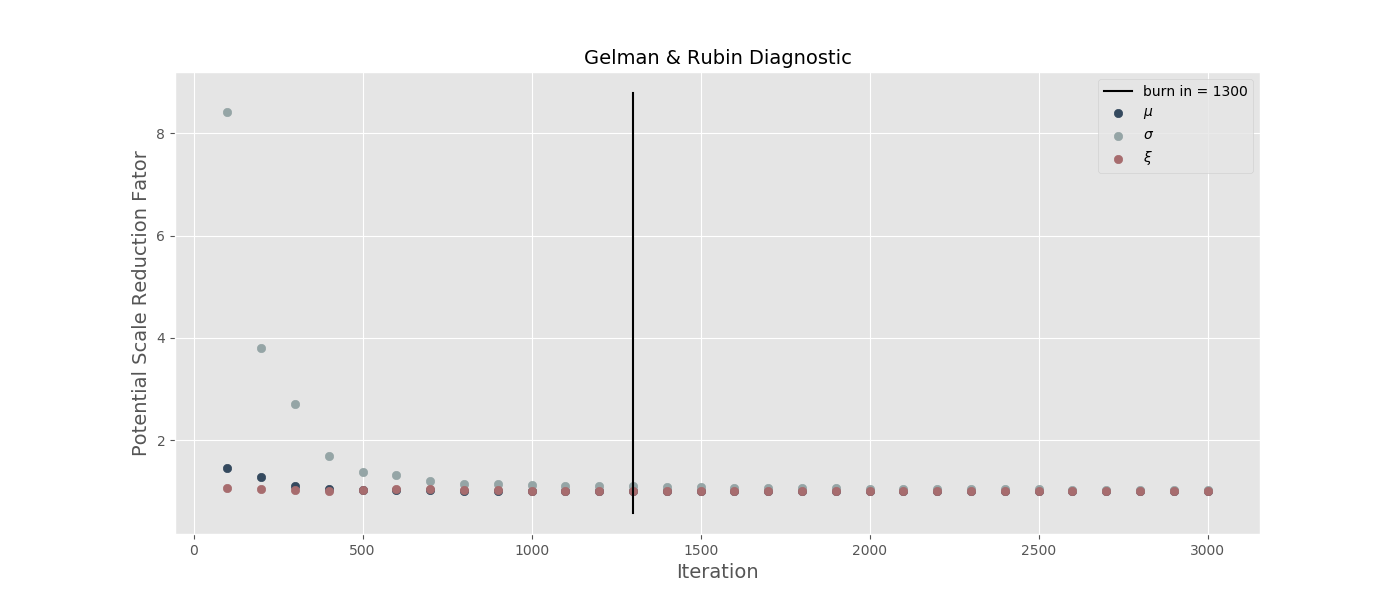 Gelman & Rubin Diagnostic
burn in = 1300
μ
σ
ξ
Potential Scale Reduction Fator
8
6
4
2
0 500 1000 1500 2000 2500 3000
Iteration